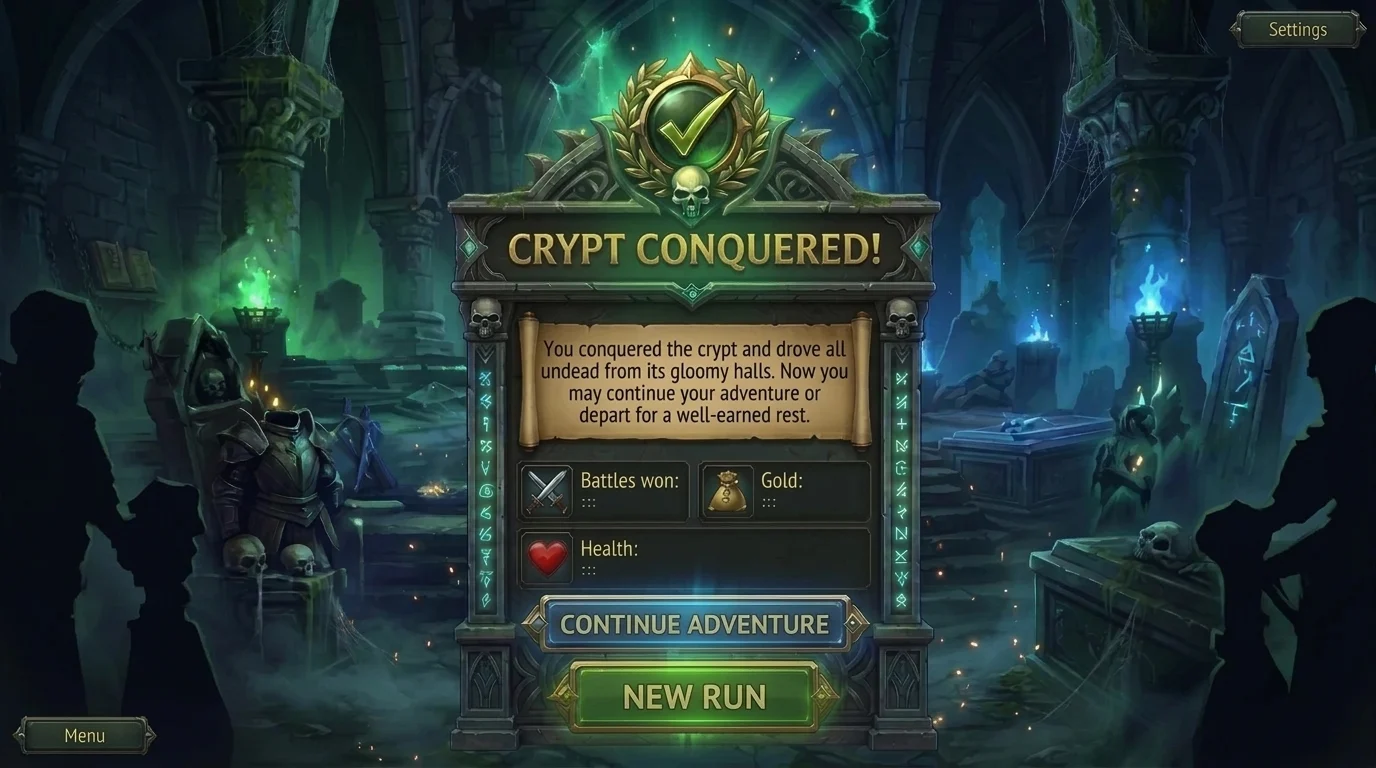 Settings
CRYPT CONQUERED!
You conquered the crypt and drove all
undead from its gloomy halls. Now you
may continue your adventure or
depart for a well-earned rest.
Battles won:
:::
Gold:
:::
Health:
:::
CONTINUE ADVENTURE
NEW RUN
Menu